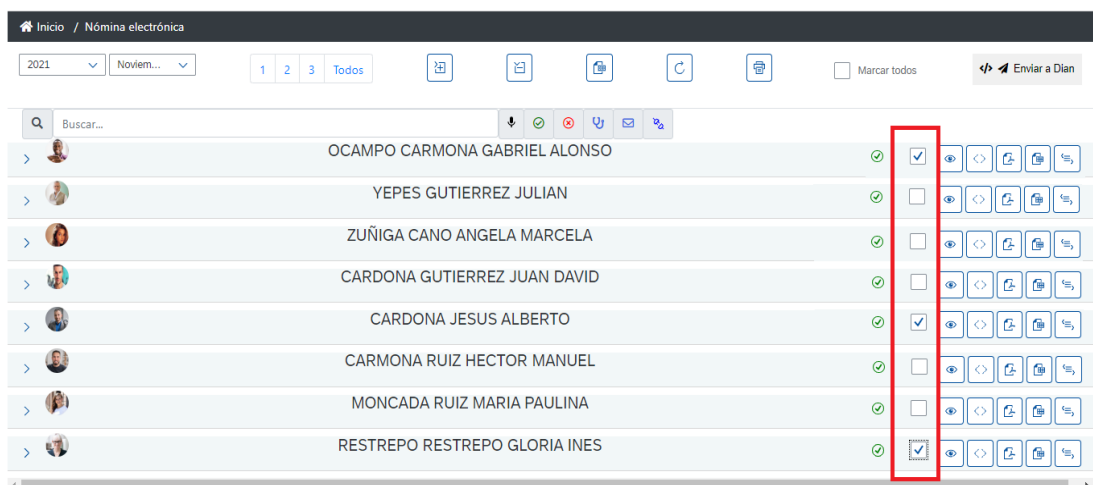 Inicio / Nómina electrónica
2021 Noviem... 1 2 3 Todos Marcar todos </> Enviar a Dian
Buscar...
OCAMPO CARMONA GABRIEL ALONSO
YEPES GUTIERREZ JULIAN
ZUÑIGA CANO ANGELA MARCELA
CARDONA GUTIERREZ JUAN DAVID
CARDONA JESUS ALBERTO
CARMONA RUIZ HECTOR MANUEL
MONCADA RUIZ MARIA PAULINA
RESTREPO RESTREPO GLORIA INES